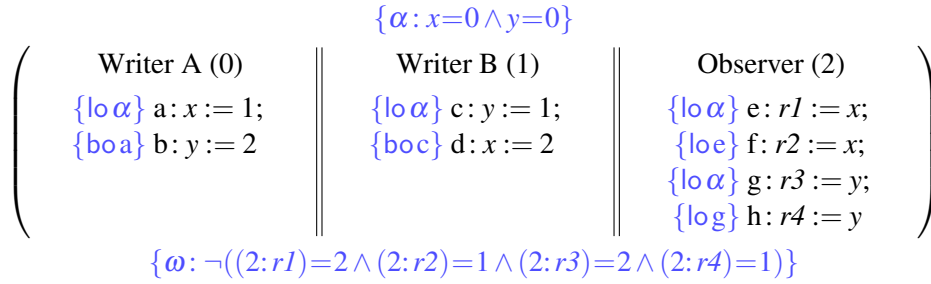 {α: x=0 ∧ y=0}
Writer A (0) Writer B (1) Observer (2)
{lo α} a: x := 1; {lo α} c: y := 1; {lo α} e: r1 := x;
{bo a} b: y := 2 {bo c} d: x := 2 {lo e} f: r2 := x;
{lo α} g: r3 := y;
{lo g} h: r4 := y
{ω: ¬((2: r1)=2 ∧ (2: r2)=1 ∧ (2: r3)=2 ∧ (2: r4)=1)}